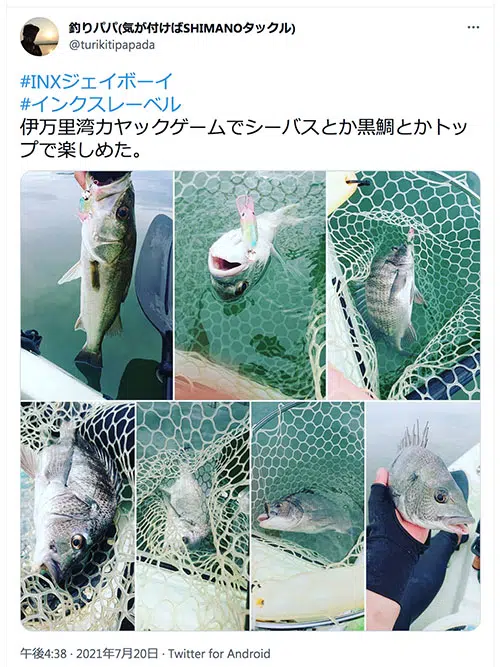 釣りパパ(気が付けばSHIMANOタックル)
@turikitipapada
#INXジェイボーイ
#インクスレーベル
伊万里湾カヤックゲームでシーバスとか黒鯛とかトッ
プで楽しめた。
午後4:38 · 2021年7月20日 · Twitter for Android